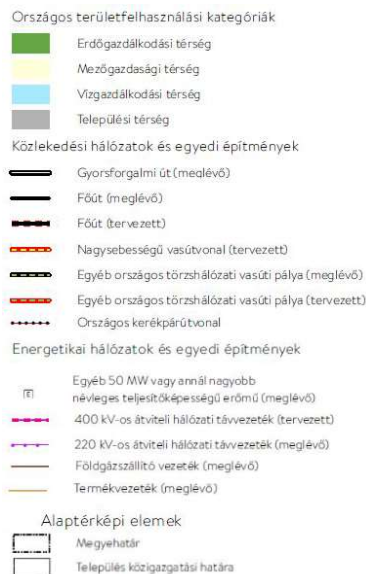 Országos területfelhasználási kategóriák
Erdőgazdálkodási térség
Mezőgazdasági térség
Vízgazdálkodási térség
Települési térség
Közlekedési hálózatok és egyedi építmények
Gyorsforgalmi út (meglévő)
Főút (meglévő)
Főút (tervezett)
Nagysebességű vasútvonal (tervezett)
Egyéb országos törzshálózati vasúti pálya (meglévő)
Egyéb országos törzshálózati vasúti pálya (tervezett)
Országos kerékpárútvonal
Energetikai hálózatok és egyedi építmények
Egyéb 50 MW vagy annál nagyobb
E névleges teljesítőképességű erőmű (meglévő)
400 kV-os átviteli hálózati távvezeték (tervezett)
220 kV-os átviteli hálózati távvezeték (meglévő)
Földgázszállító vezeték (meglévő)
Termékvezeték (meglévő)
Alaptérképi elemek
Megyehatár
Település közigazgatási határa